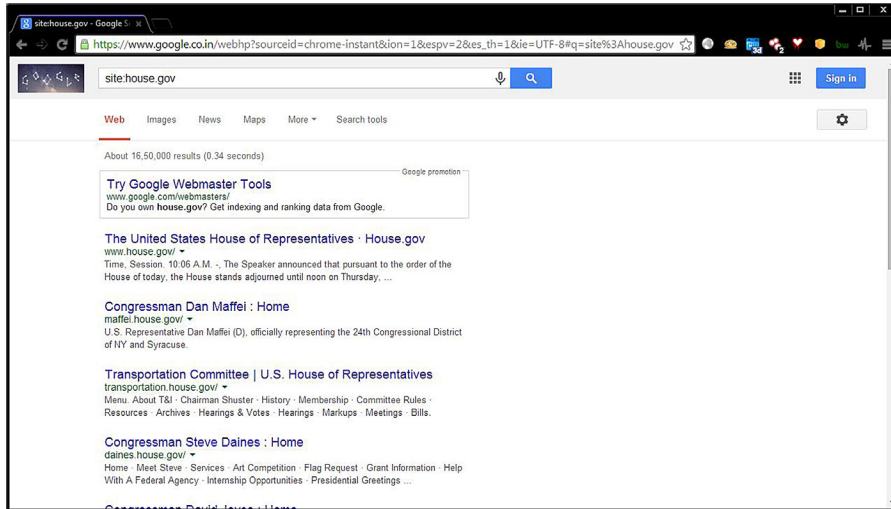 site:house.gov - Google S
https://www.google.co.in/webhp?sourceid=chrome-instant&ion=1&espv=2&es_th=1&ie=UTF-8#q=site%3Ahouse.gov
3d
2
bw
site:house.gov
Sign in
Web Images News Maps More Search tools
About 16,50,000 results (0.34 seconds)
Google promotion
Try Google Webmaster Tools
www.google.com/webmasters/
Do you own house.gov? Get indexing and ranking data from Google.
The United States House of Representatives · House.gov
www.house.gov/
Time, Session. 10:06 A.M. -, The Speaker announced that pursuant to the order of the
House of today, the House stands adjourned until noon on Thursday, ...
Congressman Dan Maffei : Home
maffei.house.gov/
U.S. Representative Dan Maffei (D), officially representing the 24th Congressional District
of NY and Syracuse.
Transportation Committee | U.S. House of Representatives
transportation.house.gov/
Menu. About T&I · Chairman Shuster · History · Membership · Committee Rules ·
Resources · Archives · Hearings & Votes · Hearings · Markups · Meetings · Bills.
Congressman Steve Daines : Home
daines.house.gov/
Home · Meet Steve · Services · Art Competition · Flag Request · Grant Information · Help
With A Federal Agency · Internship Opportunities · Presidential Greetings ...
Congressman David Joyce : Home